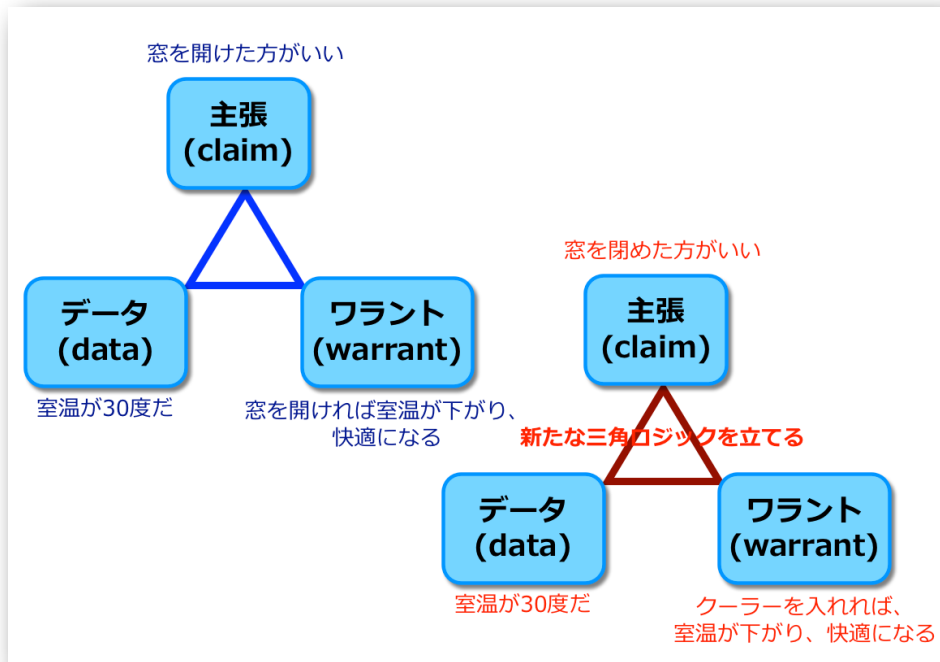 窓を開けた方がいい
主張
(claim)
データ
(data)
ワラント
(warrant)
室温が30度だ
窓を開ければ室温が下がり、
快適になる
窓を閉めた方がいい
主張
(claim)
新たな三角ロジックを立てる
データ
(data)
ワラント
(warrant)
室温が30度だ
クーラーを入れれば、
室温が下がり、快適になる